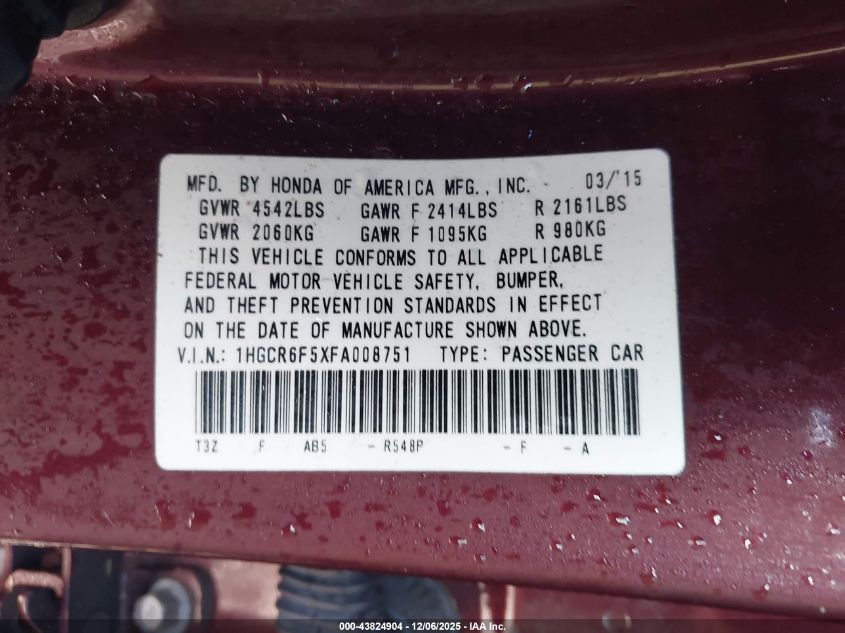 MFD. BY HONDA OF AMERICA MFG., INC. 03/'15
GVWR 4542LBS GAWR F 2414LBS R 2161LBS
GVWR 2060KG GAWR F 1095KG R 980KG
THIS VEHICLE CONFORMS TO ALL APPLICABLE
FEDERAL MOTOR VEHICLE SAFETY, BUMPER,
AND THEFT PREVENTION STANDARDS IN EFFECT
ON THE DATE OF MANUFACTURE SHOWN ABOVE.
V.I.N.: 1HGCR6F5XFA008751 TYPE: PASSENGER CAR
T3Z F AB5 - R548P - F - A
000-43824904 - 12/06/2025 - IAA Inc.